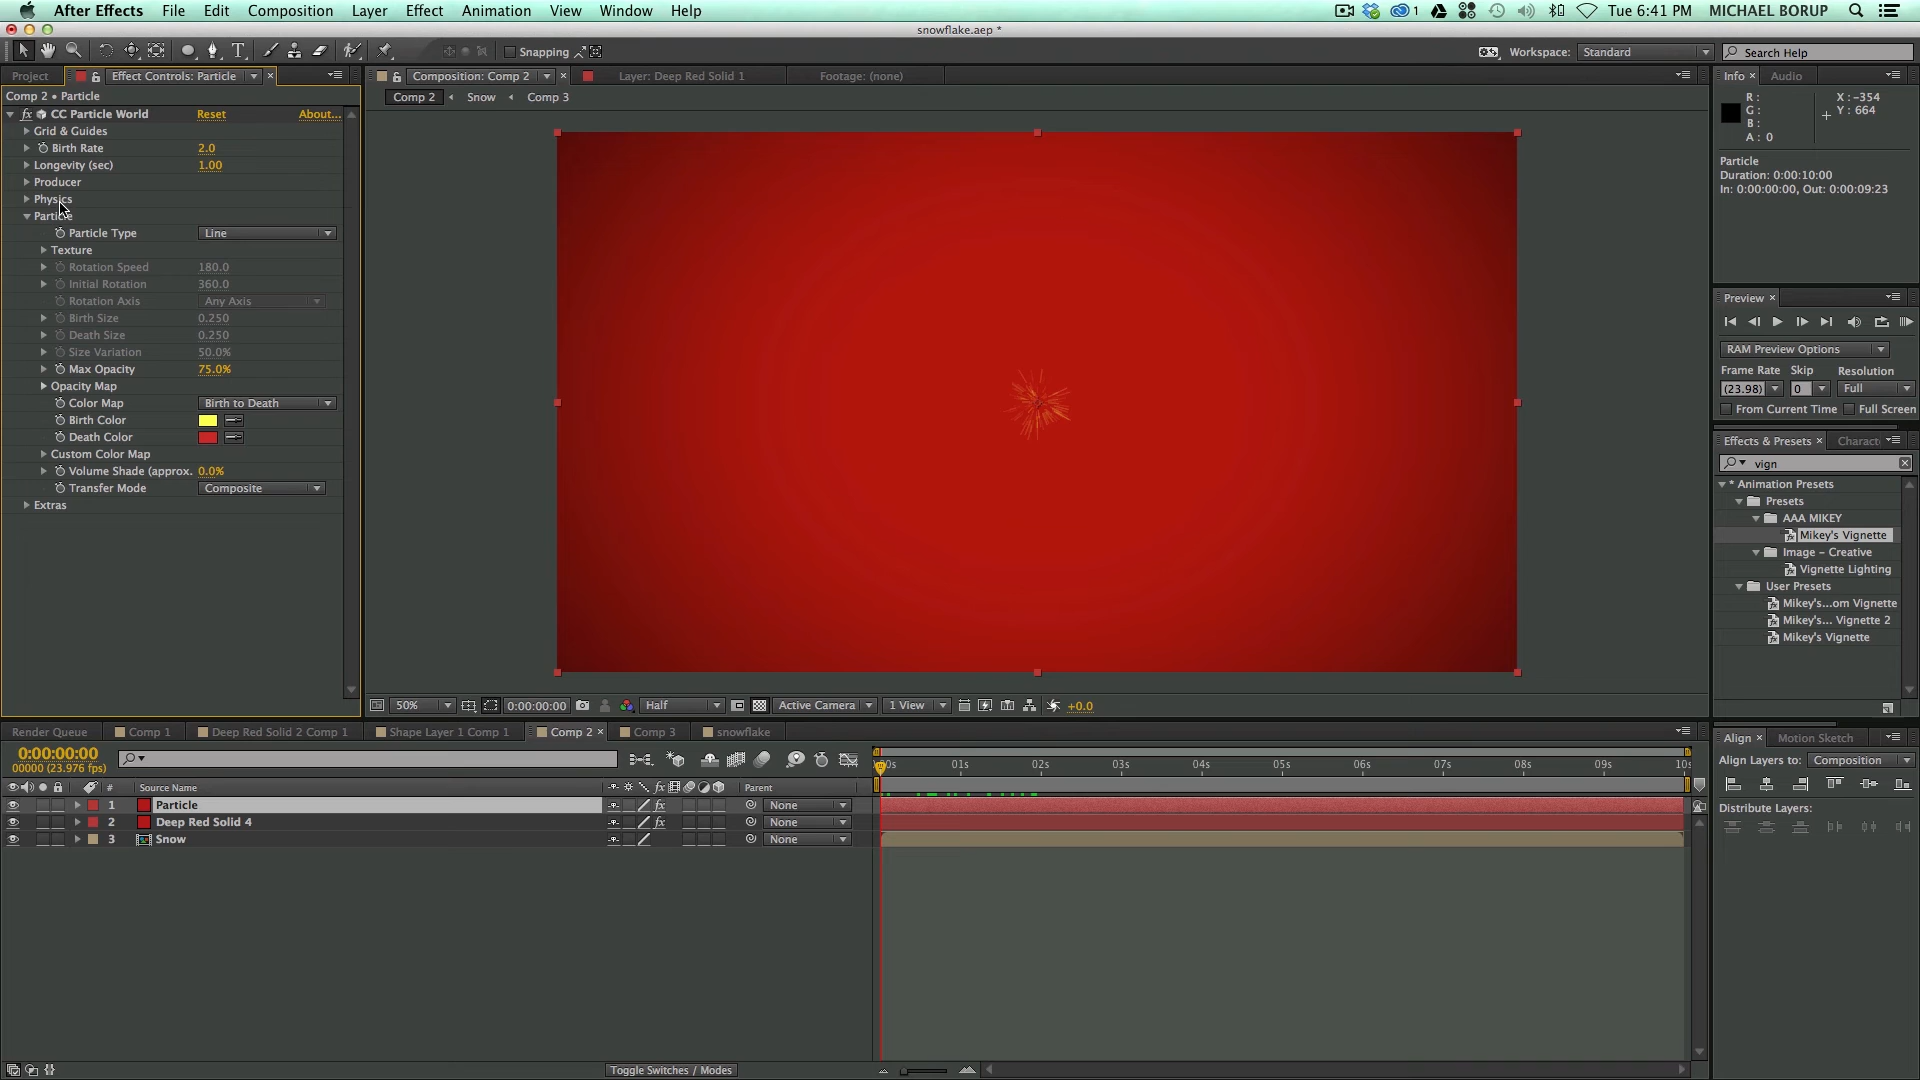 After Effects File Edit Composition Layer Effect Animation View Window Help 1 Tue 6:41 PM MICHAEL BORUP
snowflake.aep *
T Snapping Workspace: Standard Search Help
Project Effect Controls: Particle × Composition: Comp 2 × Layer: Deep Red Solid 1 Footage: (none) Info × Audio
Comp 2 • Particle Comp 2 Snow Comp 3
R: X: -354
G: Y: 664
B:
A: 0
Particle
Duration: 0:00:10:00
In: 0:00:00:00, Out: 0:00:09:23
fx CC Particle World Reset About...
Grid & Guides
Birth Rate 2.0
Longevity (sec) 1.00
Producer
Physics
Particle
Particle Type Line
Texture
Rotation Speed 180.0
Initial Rotation 360.0
Rotation Axis Any Axis
Birth Size 0.250
Death Size 0.250
Size Variation 50.0%
Max Opacity 75.0%
Opacity Map
Color Map Birth to Death
Birth Color
Death Color
Custom Color Map
Volume Shade (approx. 0.0%
Transfer Mode Composite
Extras
Preview ×
RAM Preview Options
Frame Rate Skip Resolution
(23.98) 0 Full
From Current Time Full Screen
Effects & Presets × Charact
vign
* Animation Presets
Presets
AAA MIKEY
Mikey's Vignette
Image – Creative
Vignette Lighting
User Presets
Mikey's...om Vignette
Mikey's... Vignette 2
Mikey's Vignette
50% 0:00:00:00 Half Active Camera 1 View +0.0
Render Queue Comp 1 Deep Red Solid 2 Comp 1 Shape Layer 1 Comp 1 Comp 2 × Comp 3 snowflake
0:00:00:00
00000 (23.976 fps)
00s 01s 02s 03s 04s 05s 06s 07s 08s 09s 10s
# Source Name fx Parent
1 Particle fx None
2 Deep Red Solid 4 fx None
3 Snow None
Toggle Switches / Modes
Align × Motion Sketch
Align Layers to: Composition
Distribute Layers: